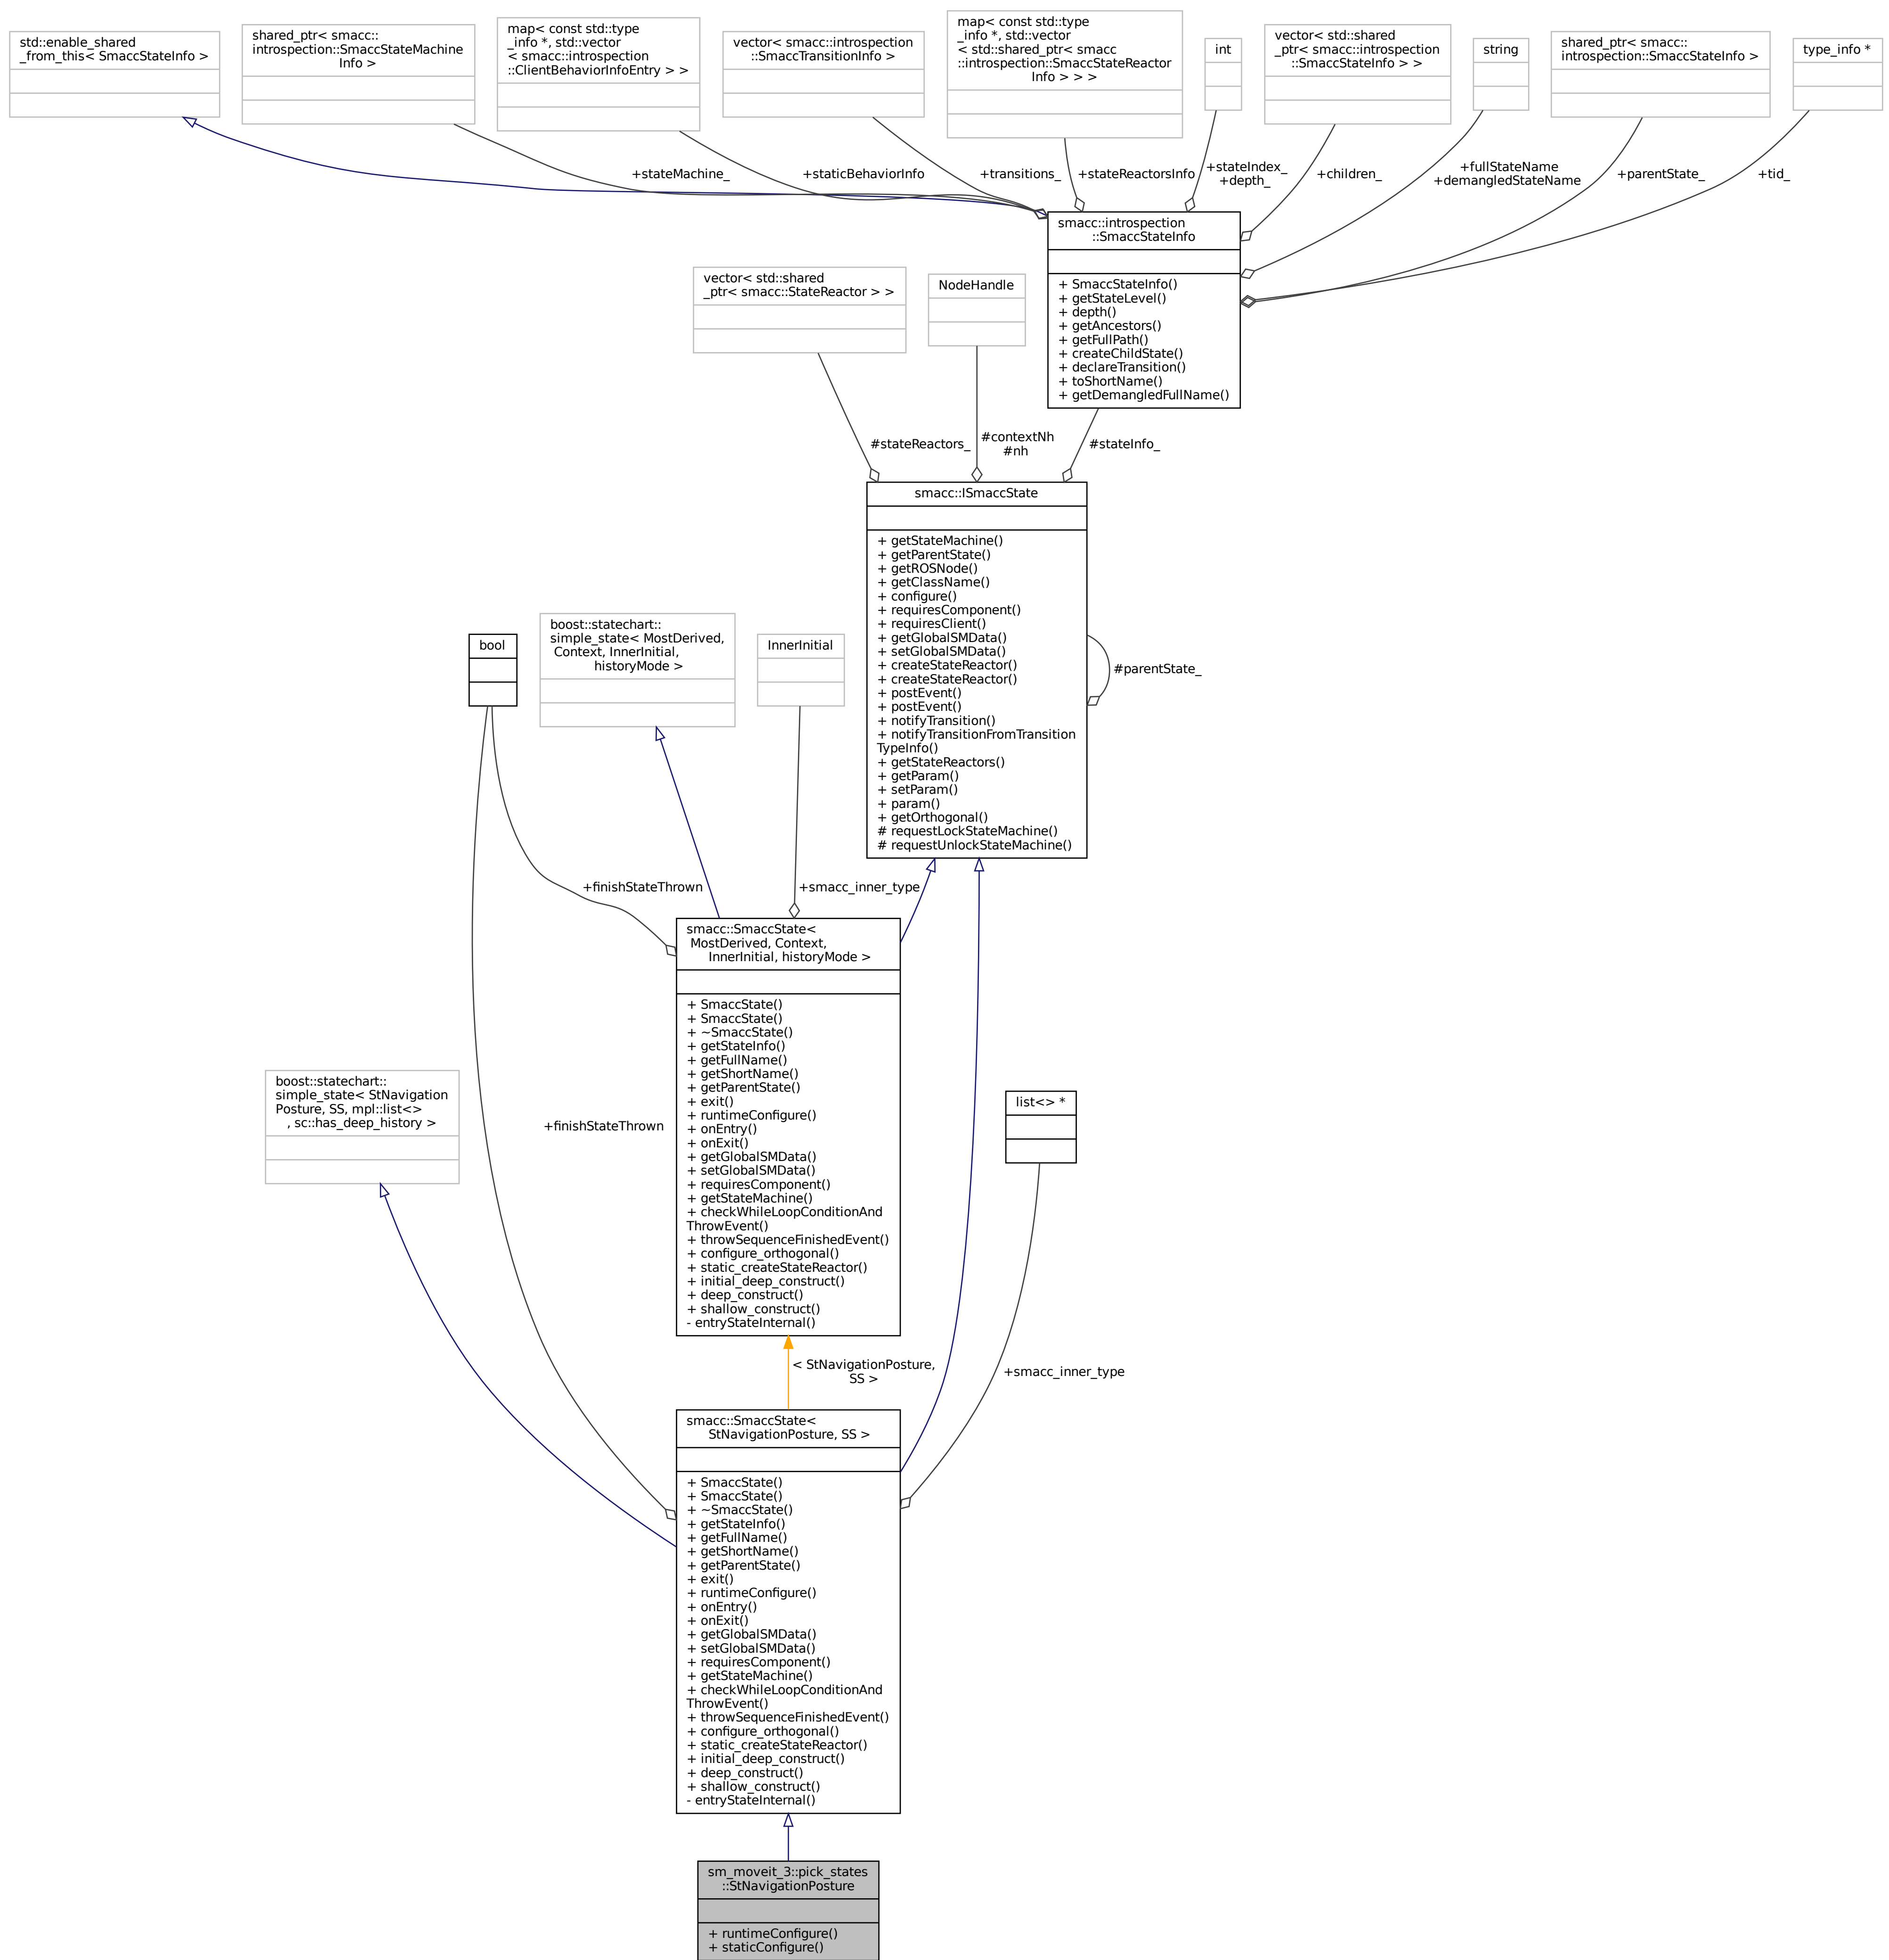 std::enable_shared
_from_this< SmaccStateInfo >
shared_ptr< smacc::
introspection::SmaccStateMachine
Info >
map< const std::type
_info *, std::vector
< smacc::introspection
::ClientBehaviorInfoEntry > >
vector< smacc::introspection
::SmaccTransitionInfo >
map< const std::type
_info *, std::vector
< std::shared_ptr< smacc
::introspection::SmaccStateReactor
Info > > >
int
vector< std::shared
_ptr< smacc::introspection
::SmaccStateInfo > >
string
shared_ptr< smacc::
introspection::SmaccStateInfo >
type_info *
+stateMachine_
+staticBehaviorInfo
+transitions_
+stateReactorsInfo
+stateIndex_
+depth_
+children_
+fullStateName
+demangledStateName
+parentState_
+tid_
smacc::introspection
::SmaccStateInfo
+ SmaccStateInfo()
+ getStateLevel()
+ depth()
+ getAncestors()
+ getFullPath()
+ createChildState()
+ declareTransition()
+ toShortName()
+ getDemangledFullName()
vector< std::shared
_ptr< smacc::StateReactor > >
NodeHandle
#stateReactors_
#contextNh
#nh
#stateInfo_
smacc::ISmaccState
+ getStateMachine()
+ getParentState()
+ getROSNode()
+ getClassName()
+ configure()
+ requiresComponent()
+ requiresClient()
+ getGlobalSMData()
+ setGlobalSMData()
+ createStateReactor()
+ createStateReactor()
+ postEvent()
+ postEvent()
+ notifyTransition()
+ notifyTransitionFromTransition
TypeInfo()
+ getStateReactors()
+ getParam()
+ setParam()
+ param()
+ getOrthogonal()
# requestLockStateMachine()
# requestUnlockStateMachine()
#parentState_
bool
boost::statechart::
simple_state< MostDerived,
Context, InnerInitial,
historyMode >
InnerInitial
+finishStateThrown
+smacc_inner_type
smacc::SmaccState<
MostDerived, Context,
InnerInitial, historyMode >
+ SmaccState()
+ SmaccState()
+ ~SmaccState()
+ getStateInfo()
+ getFullName()
+ getShortName()
+ getParentState()
+ exit()
+ runtimeConfigure()
+ onEntry()
+ onExit()
+ getGlobalSMData()
+ setGlobalSMData()
+ requiresComponent()
+ getStateMachine()
+ checkWhileLoopConditionAnd
ThrowEvent()
+ throwSequenceFinishedEvent()
+ configure_orthogonal()
+ static_createStateReactor()
+ initial_deep_construct()
+ deep_construct()
+ shallow_construct()
- entryStateInternal()
boost::statechart::
simple_state< StNavigation
Posture, SS, mpl::list<>
, sc::has_deep_history >
+finishStateThrown
list<> *
< StNavigationPosture,
SS >
+smacc_inner_type
smacc::SmaccState<
StNavigationPosture, SS >
+ SmaccState()
+ SmaccState()
+ ~SmaccState()
+ getStateInfo()
+ getFullName()
+ getShortName()
+ getParentState()
+ exit()
+ runtimeConfigure()
+ onEntry()
+ onExit()
+ getGlobalSMData()
+ setGlobalSMData()
+ requiresComponent()
+ getStateMachine()
+ checkWhileLoopConditionAnd
ThrowEvent()
+ throwSequenceFinishedEvent()
+ configure_orthogonal()
+ static_createStateReactor()
+ initial_deep_construct()
+ deep_construct()
+ shallow_construct()
- entryStateInternal()
sm_moveit_3::pick_states
::StNavigationPosture
+ runtimeConfigure()
+ staticConfigure()